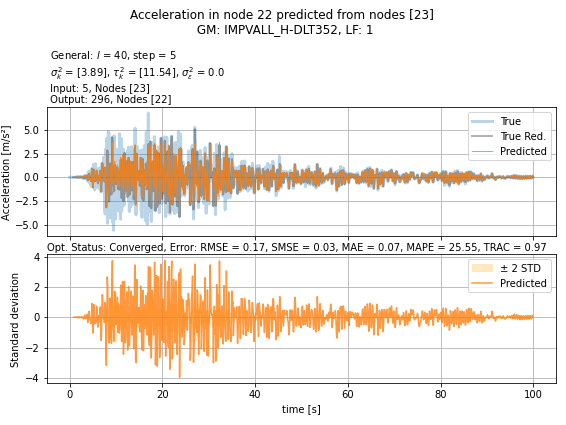 Acceleration in node 22 predicted from nodes [23]
GM: IMPVALL_H-DLT352, LF: 1
General: l = 40, step = 5
σ²ₖ = [3.89], τ²ₖ = [11.54], σ²ₑ = 0.0
Input: 5, Nodes [23]
Output: 296, Nodes [22]
Acceleration [m/s²]
5.0
2.5
0.0
−2.5
−5.0
True
True Red.
Predicted
Opt. Status: Converged, Error: RMSE = 0.17, SMSE = 0.03, MAE = 0.07, MAPE = 25.55, TRAC = 0.97
Standard deviation
4
2
0
−2
−4
± 2 STD
Predicted
0 20 40 60 80 100
time [s]